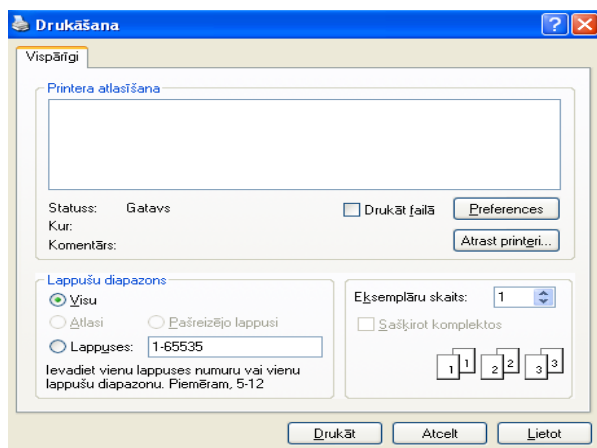 Drukāšana
Vispārīgi
Printera atlasīšana
Statuss: Gatavs
Kur:
Komentārs:
Drukāt failā
Preferences
Atrast printeri...
Lappušu diapazons
Visu
Atlasi
Pašreizējo lappusi
Lappuses: 1-65535
Ievadiet vienu lappuses numuru vai vienu
lappušu diapazonu. Piemēram, 5-12
Eksemplāru skaits: 1
Sašķirot komplektos
1 1 2 2 3 3
Drukāt
Atcelt
Lietot